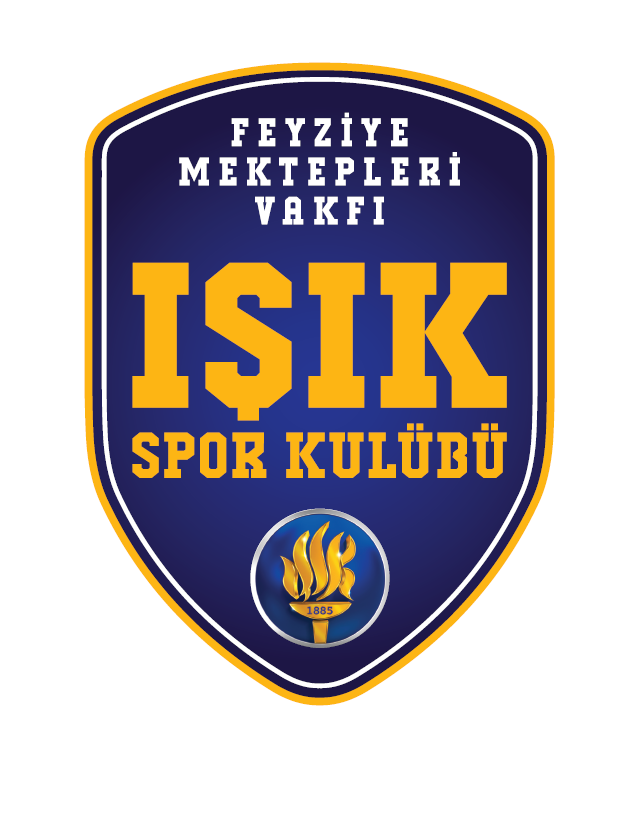 FEYZİYE
MEKTEPLERİ
VAKFI
IŞIK
SPOR KULÜBÜ
1885